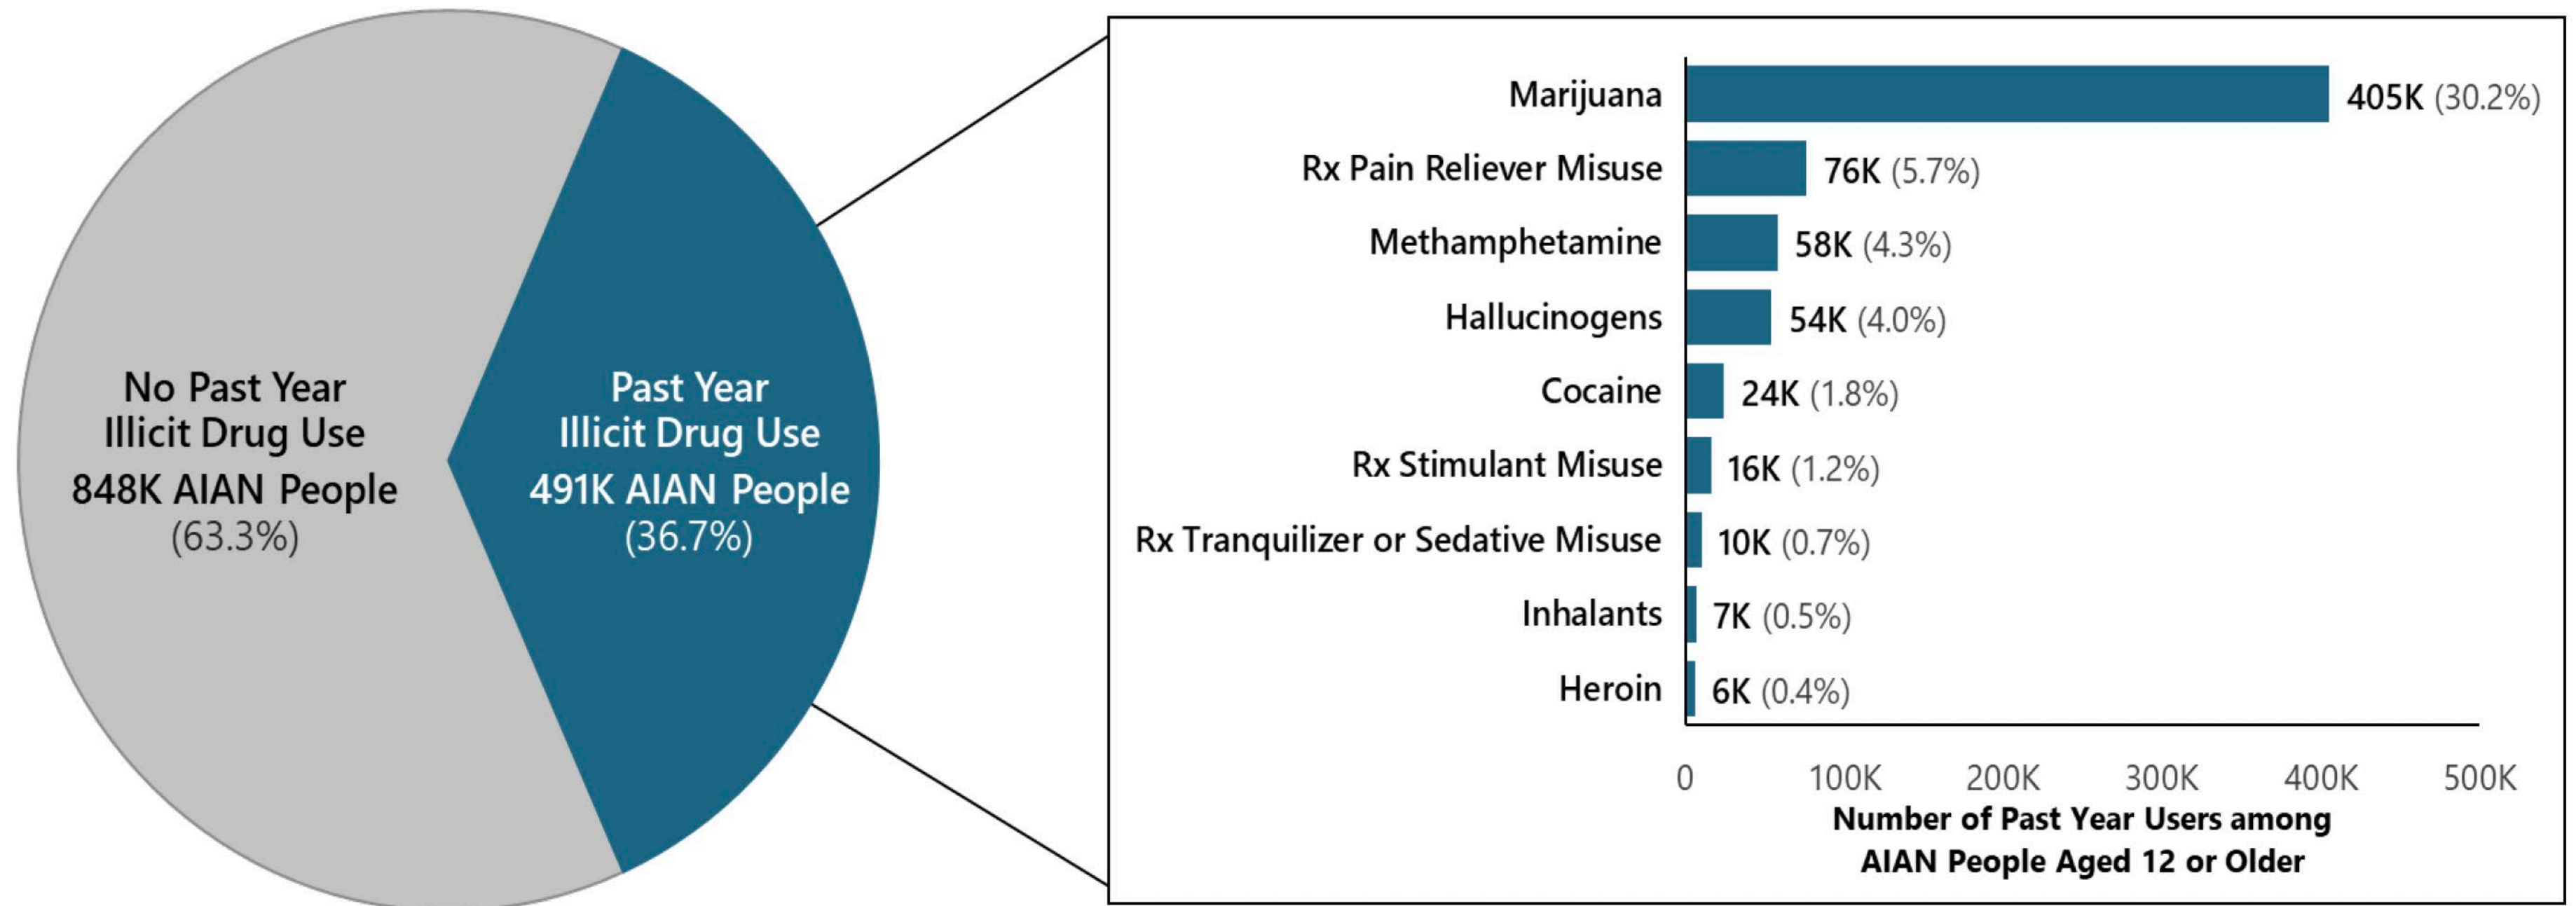 No Past Year
Illicit Drug Use
848K AIAN People
(63.3%)
Past Year
Illicit Drug Use
491K AIAN People
(36.7%)
Marijuana 405K (30.2%)
Rx Pain Reliever Misuse 76K (5.7%)
Methamphetamine 58K (4.3%)
Hallucinogens 54K (4.0%)
Cocaine 24K (1.8%)
Rx Stimulant Misuse 16K (1.2%)
Rx Tranquilizer or Sedative Misuse 10K (0.7%)
Inhalants 7K (0.5%)
Heroin 6K (0.4%)
0 100K 200K 300K 400K 500K
Number of Past Year Users among
AIAN People Aged 12 or Older